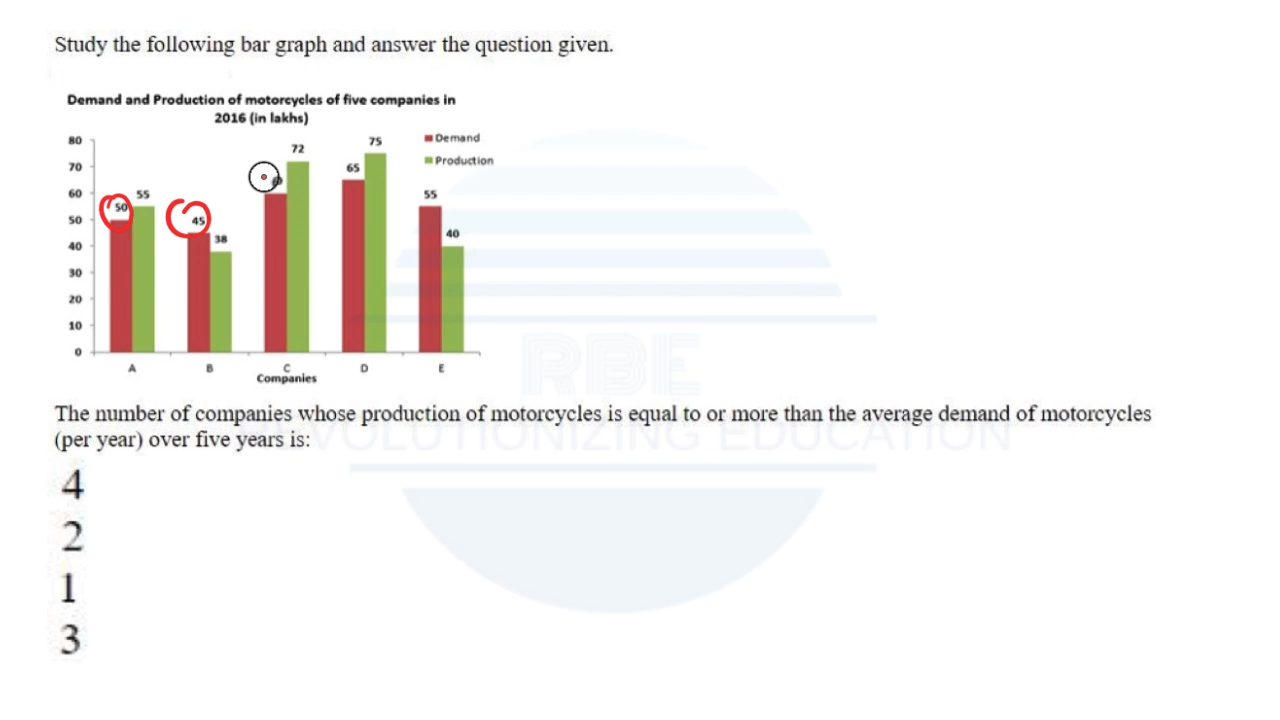 Study the following bar graph and answer the question given.
Demand and Production of motorcycles of five companies in
2016 (in lakhs)
80
70
60
50
40
30
20
10
0
Demand
Production
50
55
45
38
72
65
75
55
40
A
B
C
D
E
Companies
RBE
REVOLUTIONIZING EDUCATION
The number of companies whose production of motorcycles is equal to or more than the average demand of motorcycles
(per year) over five years is:
4
2
1
3